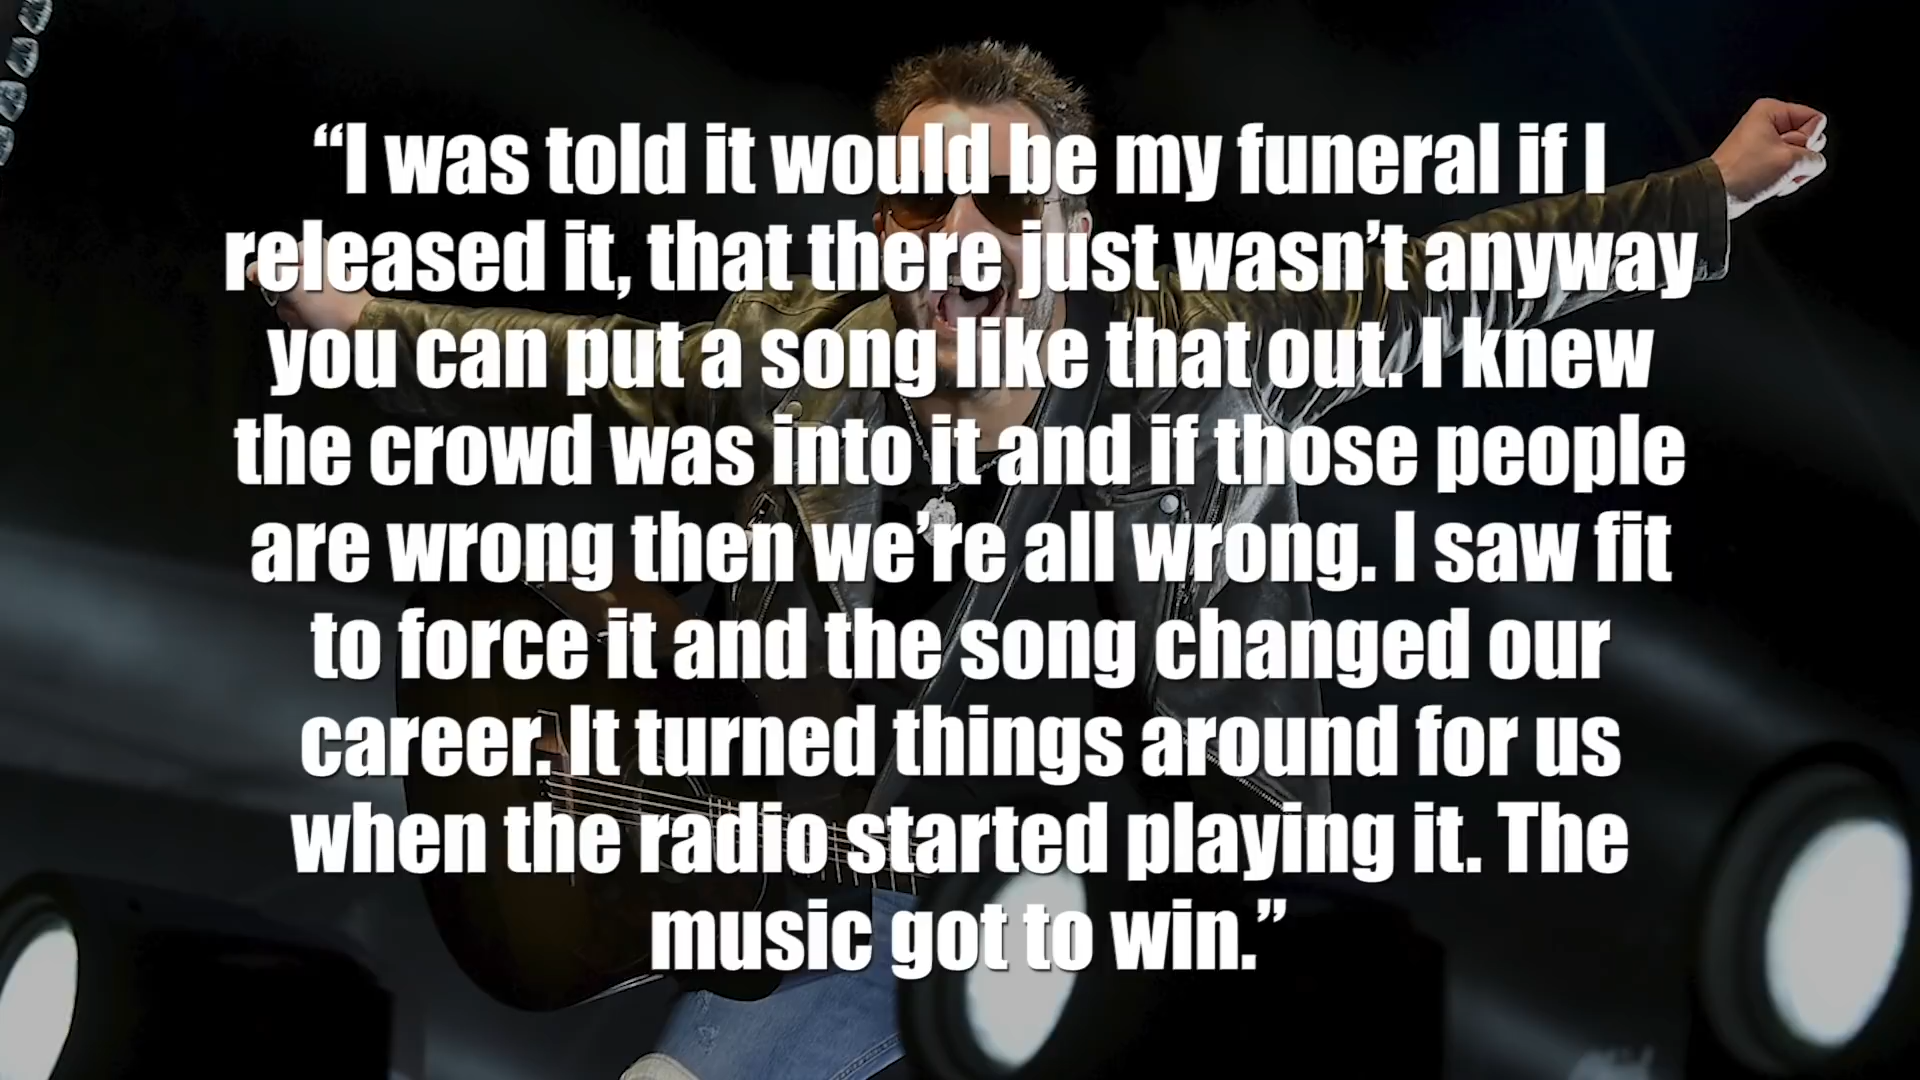 “I was told it would be my funeral if I
released it, that there just wasn’t anyway
you can put a song like that out. I knew
the crowd was into it and if those people
are wrong then we’re all wrong. I saw fit
to force it and the song changed our
career. It turned things around for us
when the radio started playing it. The
music got to win.”